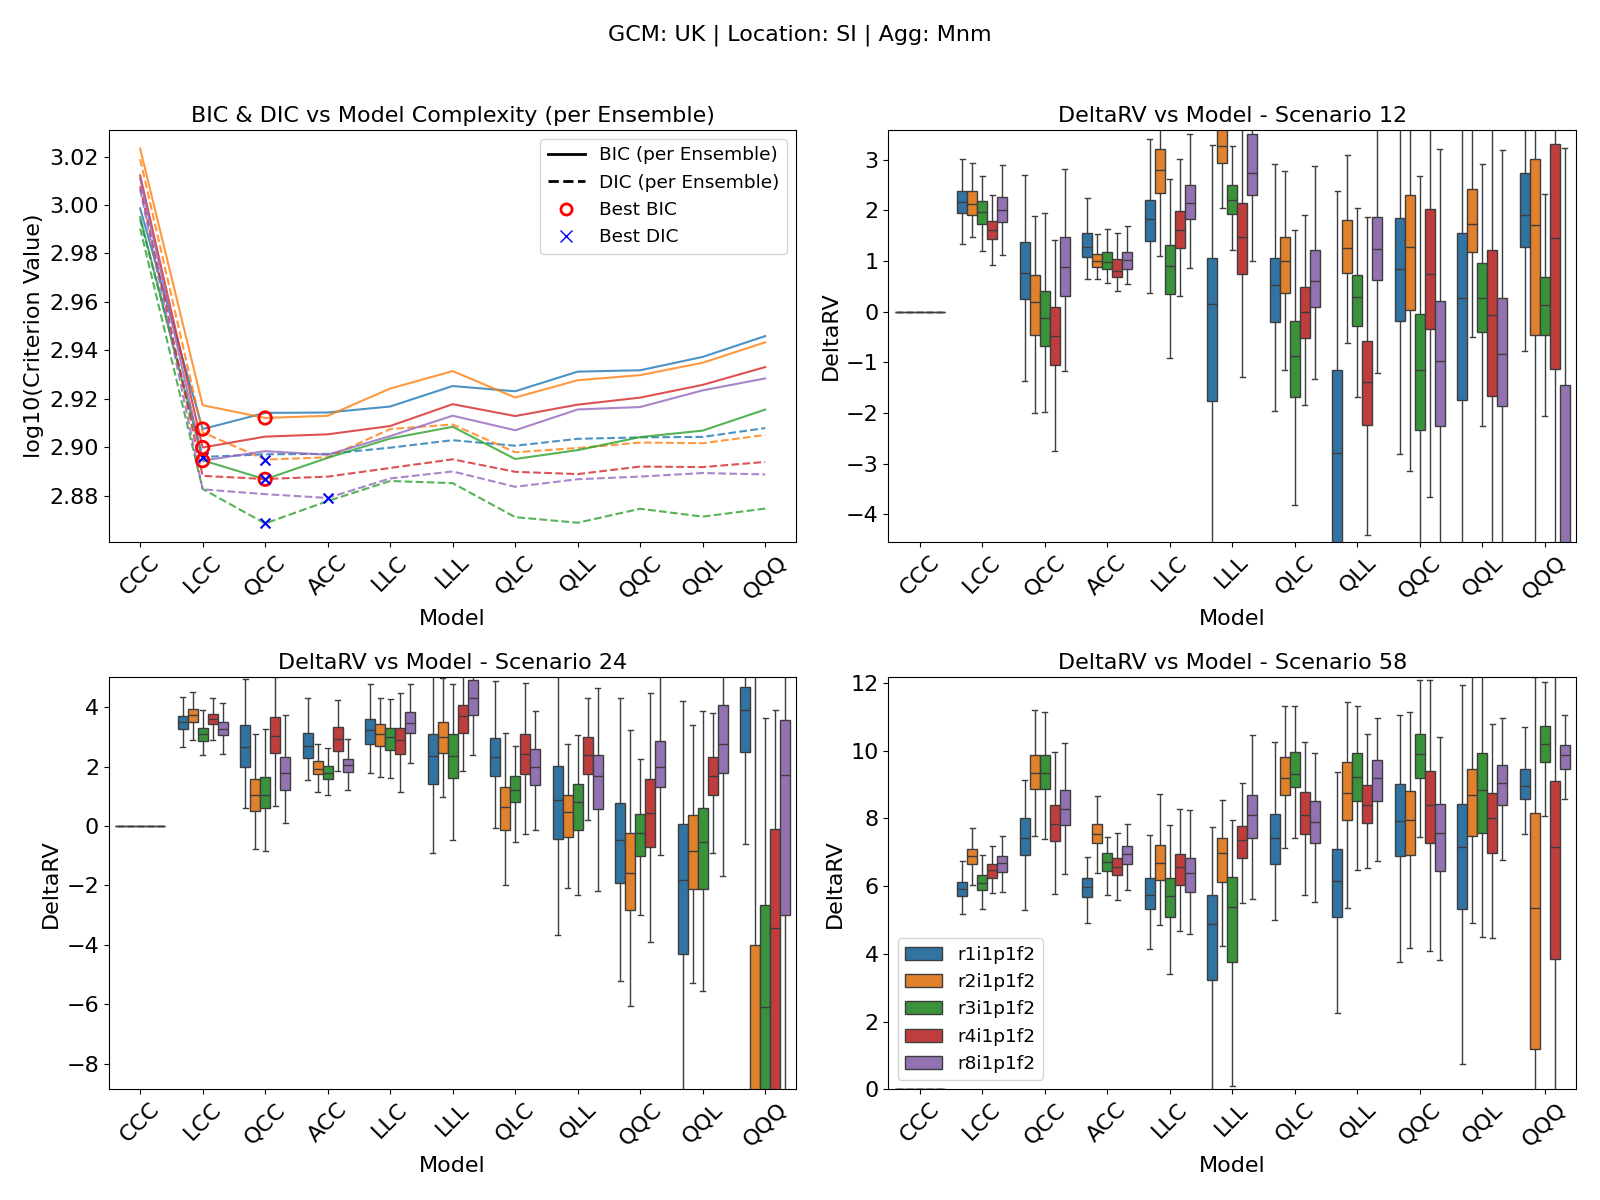 GCM: UK | Location: SI | Agg: Mnm
BIC & DIC vs Model Complexity (per Ensemble)
log10(Criterion Value)
3.02
3.00
2.98
2.96
2.94
2.92
2.90
2.88
BIC (per Ensemble)
DIC (per Ensemble)
Best BIC
Best DIC
CCC
LCC
QCC
ACC
LLC
LLL
QLC
QLL
QQC
QQL
QQQ
Model
DeltaRV vs Model - Scenario 12
DeltaRV
3
2
1
0
−1
−2
−3
−4
CCC
LCC
QCC
ACC
LLC
LLL
QLC
QLL
QQC
QQL
QQQ
Model
DeltaRV vs Model - Scenario 24
DeltaRV
4
2
0
−2
−4
−6
−8
CCC
LCC
QCC
ACC
LLC
LLL
QLC
QLL
QQC
QQL
QQQ
Model
DeltaRV vs Model - Scenario 58
DeltaRV
12
10
8
6
4
2
0
r1i1p1f2
r2i1p1f2
r3i1p1f2
r4i1p1f2
r8i1p1f2
CCC
LCC
QCC
ACC
LLC
LLL
QLC
QLL
QQC
QQL
QQQ
Model